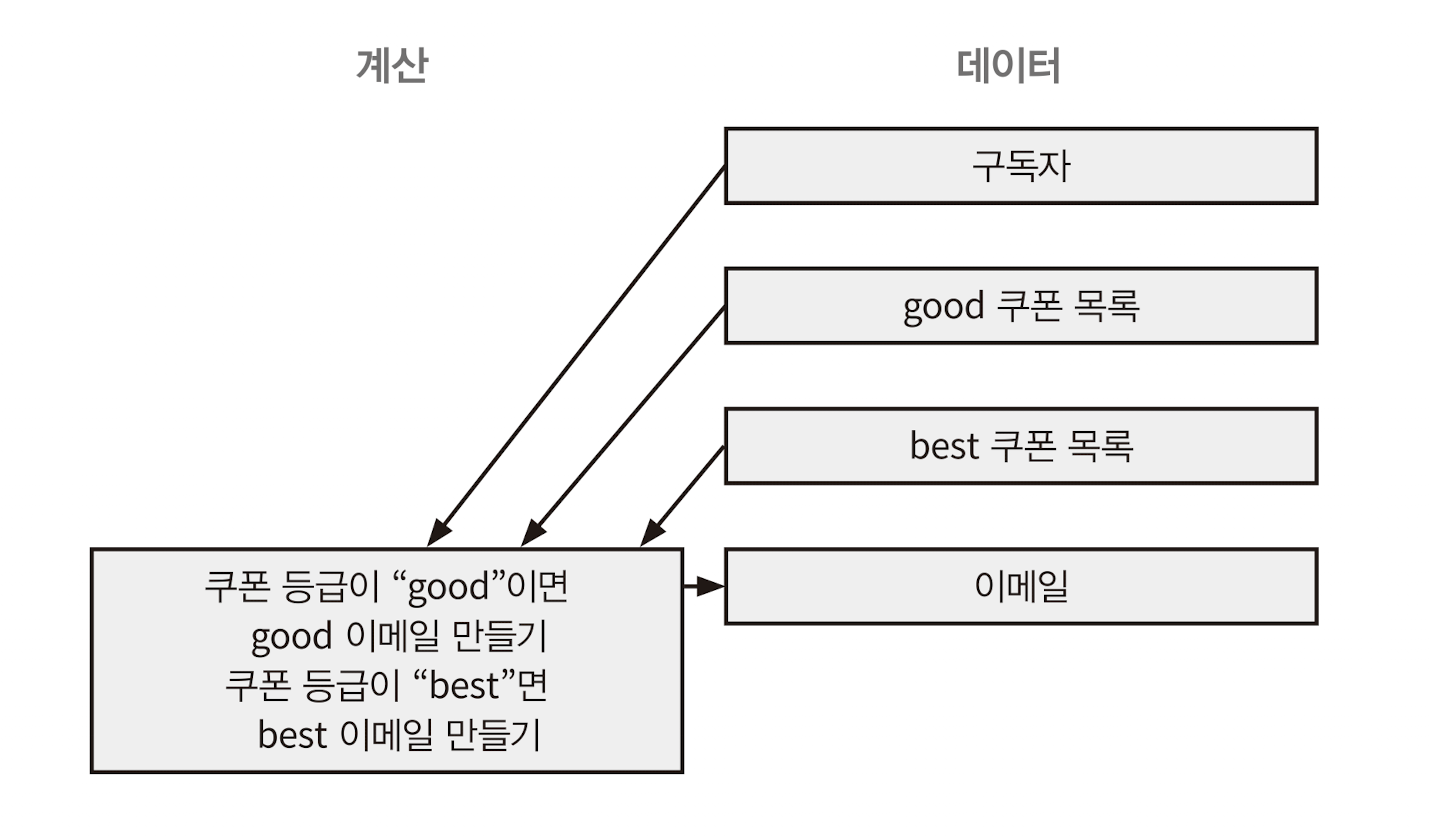 계산
데이터
구독자
good 쿠폰 목록
best 쿠폰 목록
쿠폰 등급이 “good”이면
good 이메일 만들기
쿠폰 등급이 “best”면
best 이메일 만들기
이메일